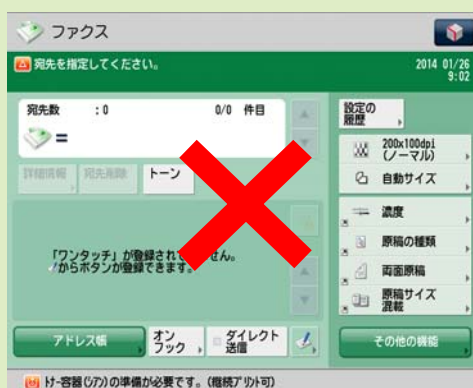 ファクス
宛先を指定してください。
2014 01/26
9:02
宛先数 :0 0/0 件目
=
詳細情報 宛先削除 トーン
設定の
履歴
200x100dpi
(ノーマル)
自動サイズ
濃度
原稿の種類
両面原稿
原稿サイズ
混載
「ワンタッチ」が登録されて せん。
からボタンが登録できます。
アドレス帳
オン
フック
ダイレクト
送信
その他の機能
トナー容器(シアン)の準備が必要です。(継続プリント可)